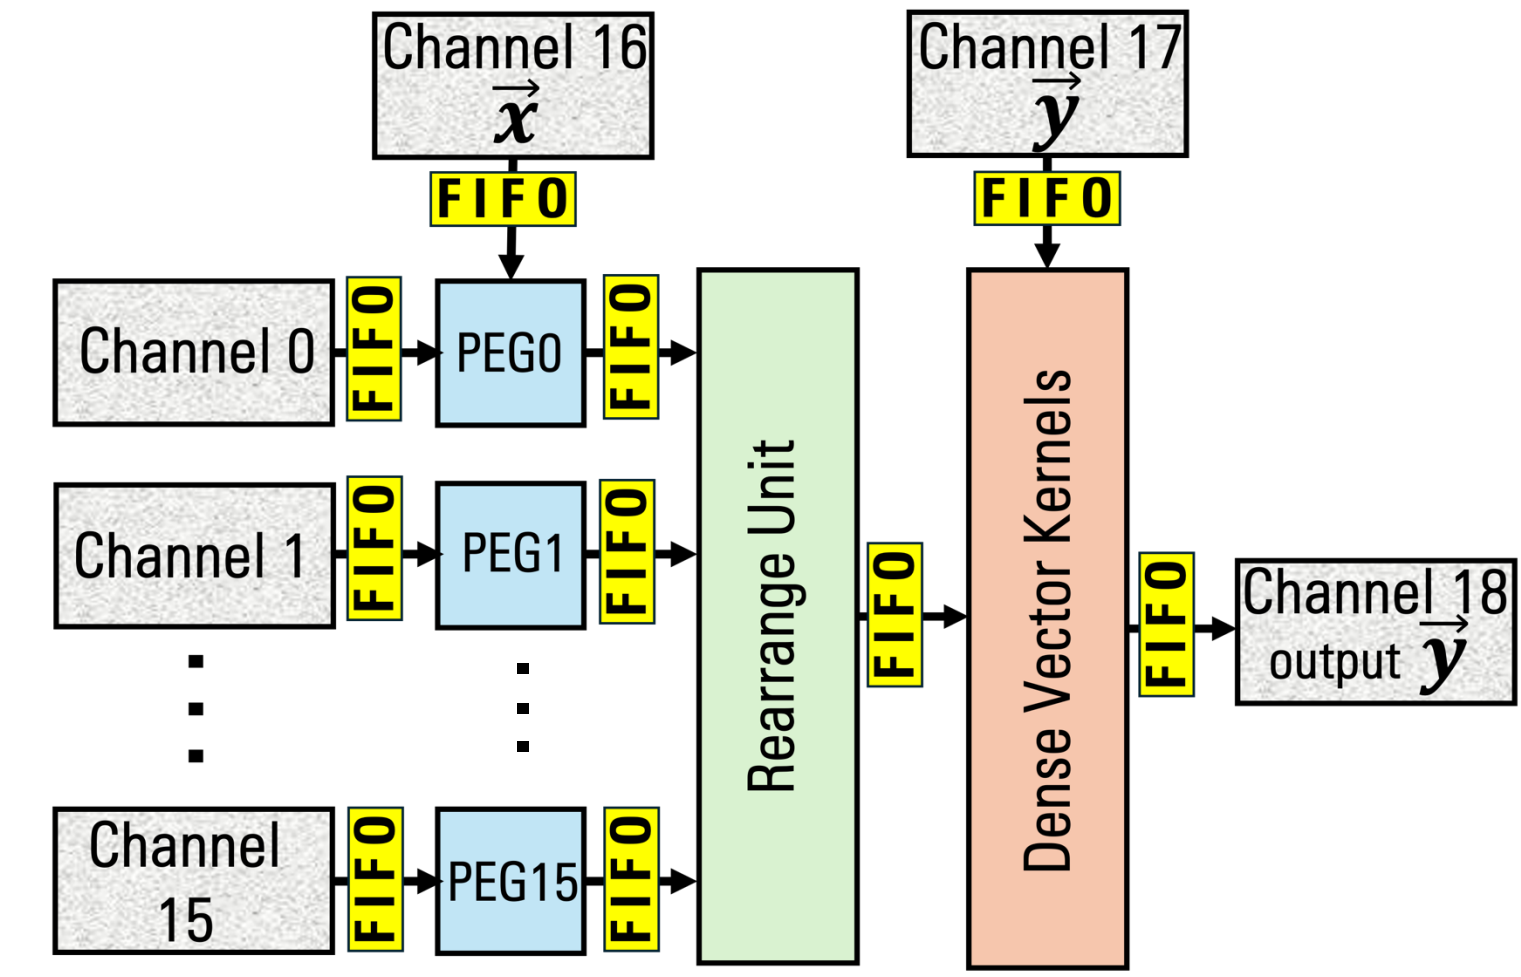 Channel 16
x⃗
Channel 17
y⃗
FIFO
FIFO
Channel 0
FIFO
PEG0
FIFO
Channel 1
FIFO
PEG1
FIFO
Channel
15
FIFO
PEG15
FIFO
Rearrange Unit
FIFO
Dense Vector Kernels
FIFO
Channel 18
output y⃗